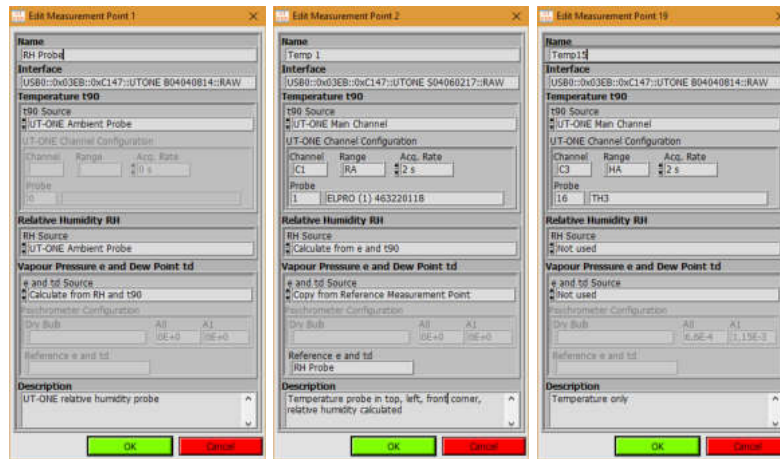 Edit Measurement Point 1
Name
RH Probe
Interface
USB0::0x03EB::0xC147::UTONE B04040814::RAW
Temperature t90
t90 Source
UT-ONE Ambient Probe
UT-ONE Channel Configuration
Channel Range Acq. Rate
0 s
Probe
0
Relative Humidity RH
RH Source
UT-ONE Ambient Probe
Vapour Pressure e and Dew Point td
e and td Source
Calculate from RH and t90
Psychrometer Configuration
Dry Bulb A0 A1
0E+0 0E+0
Reference e and td
Description
UT-ONE relative humidity probe
OK Cancel
Edit Measurement Point 2
Name
Temp 1
Interface
USB0::0x03EB::0xC147::UTONE S04060217::RAW
Temperature t90
t90 Source
UT-ONE Main Channel
UT-ONE Channel Configuration
Channel Range Acq. Rate
C1 RA 2 s
Probe
1 ELPRO (1) 463220118
Relative Humidity RH
RH Source
Calculate from e and t90
Vapour Pressure e and Dew Point td
e and td Source
Copy from Reference Measurement Point
Psychrometer Configuration
Dry Bulb A0 A1
0E+0 0E+0
Reference e and td
RH Probe
Description
Temperature probe in top, left, front corner,
relative humidity calculated
OK Cancel
Edit Measurement Point 19
Name
Temp15
Interface
USB0::0x03EB::0xC147::UTONE B04040814::RAW
Temperature t90
t90 Source
UT-ONE Main Channel
UT-ONE Channel Configuration
Channel Range Acq. Rate
C3 HA 2 s
Probe
16 TH3
Relative Humidity RH
RH Source
Not used
Vapour Pressure e and Dew Point td
e and td Source
Not used
Psychrometer Configuration
Dry Bulb A0 A1
6.6E-4 1.15E-3
Reference e and td
Description
Temperature only
OK Cancel